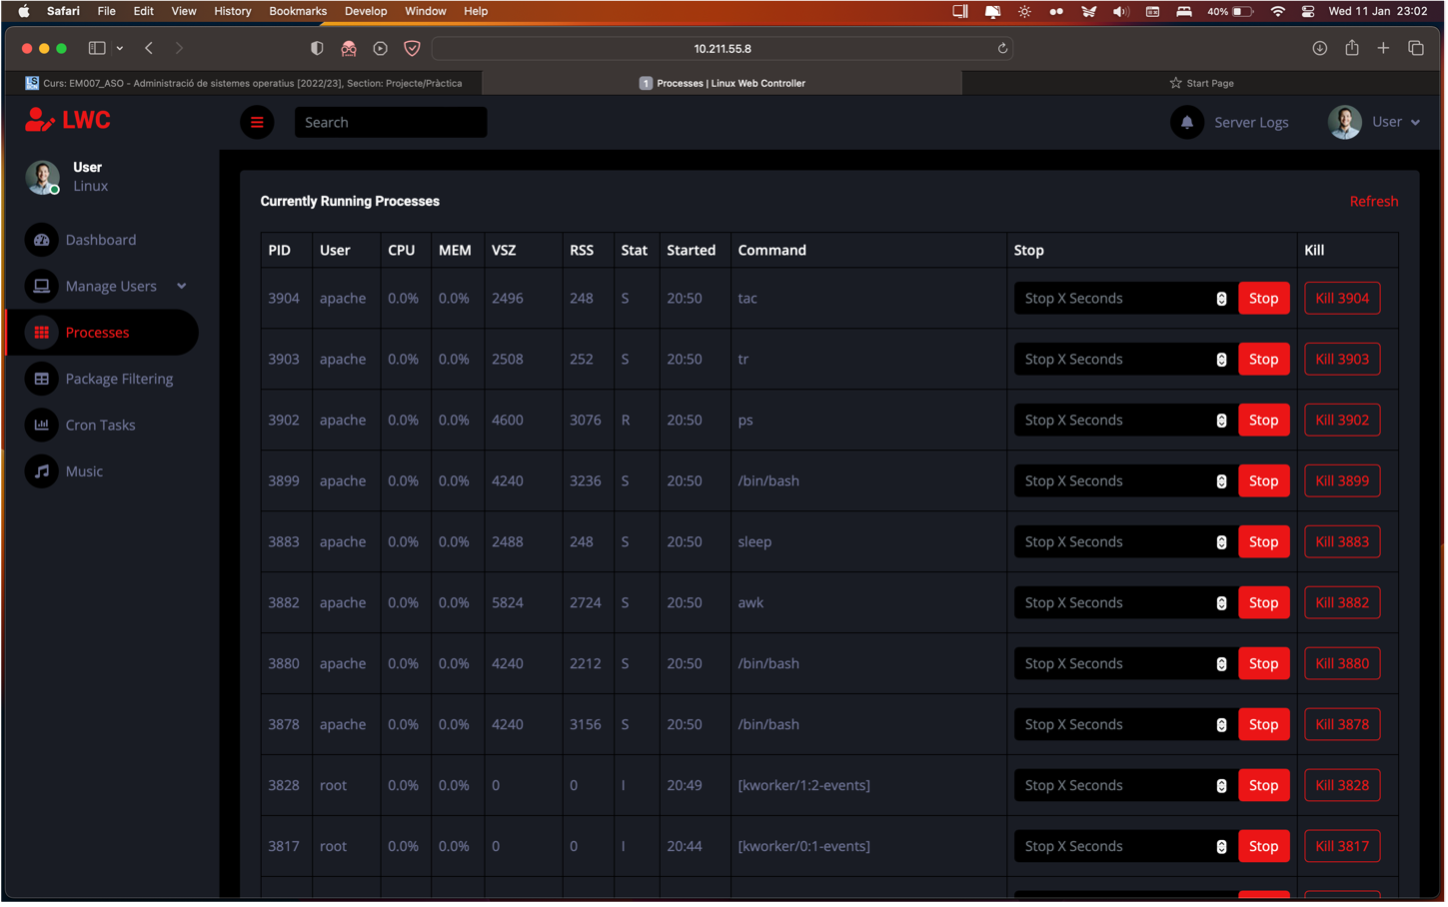 Safari File Edit View History Bookmarks Develop Window Help 40% Wed 11 Jan 23:02
10.211.55.8
Curs: EM007_ASO - Administració de sistemes operatius [2022/23], Section: Projecte/Pràctica 1 Processes | Linux Web Controller Start Page
LWC Search Server Logs User
User
Linux
Dashboard
Manage Users
Processes
Package Filtering
Cron Tasks
Music
Currently Running Processes Refresh
PID User CPU MEM VSZ RSS Stat Started Command Stop Kill
3904 apache 0.0% 0.0% 2496 248 S 20:50 tac Stop X Seconds Stop Kill 3904
3903 apache 0.0% 0.0% 2508 252 S 20:50 tr Stop X Seconds Stop Kill 3903
3902 apache 0.0% 0.0% 4600 3076 R 20:50 ps Stop X Seconds Stop Kill 3902
3899 apache 0.0% 0.0% 4240 3236 S 20:50 /bin/bash Stop X Seconds Stop Kill 3899
3883 apache 0.0% 0.0% 2488 248 S 20:50 sleep Stop X Seconds Stop Kill 3883
3882 apache 0.0% 0.0% 5824 2724 S 20:50 awk Stop X Seconds Stop Kill 3882
3880 apache 0.0% 0.0% 4240 2212 S 20:50 /bin/bash Stop X Seconds Stop Kill 3880
3878 apache 0.0% 0.0% 4240 3156 S 20:50 /bin/bash Stop X Seconds Stop Kill 3878
3828 root 0.0% 0.0% 0 0 I 20:49 [kworker/1:2-events] Stop X Seconds Stop Kill 3828
3817 root 0.0% 0.0% 0 0 I 20:44 [kworker/0:1-events] Stop X Seconds Stop Kill 3817